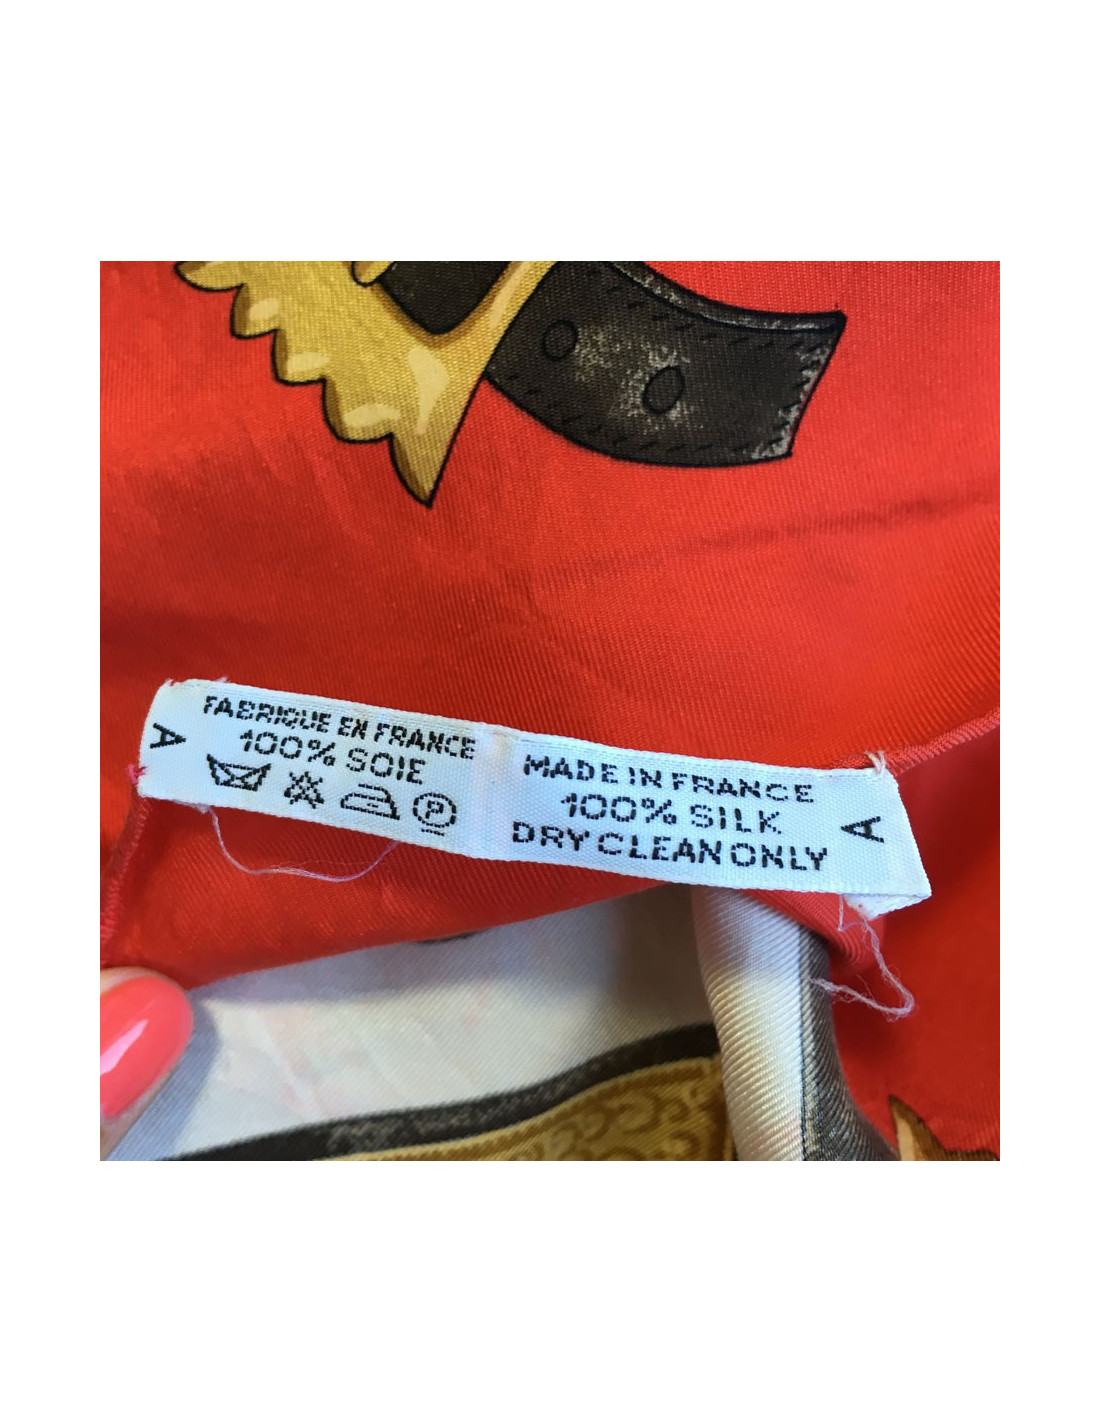 A
FABRIQUE EN FRANCE
100% SOIE
P
MADE IN FRANCE
100% SILK
DRY CLEAN ONLY
A